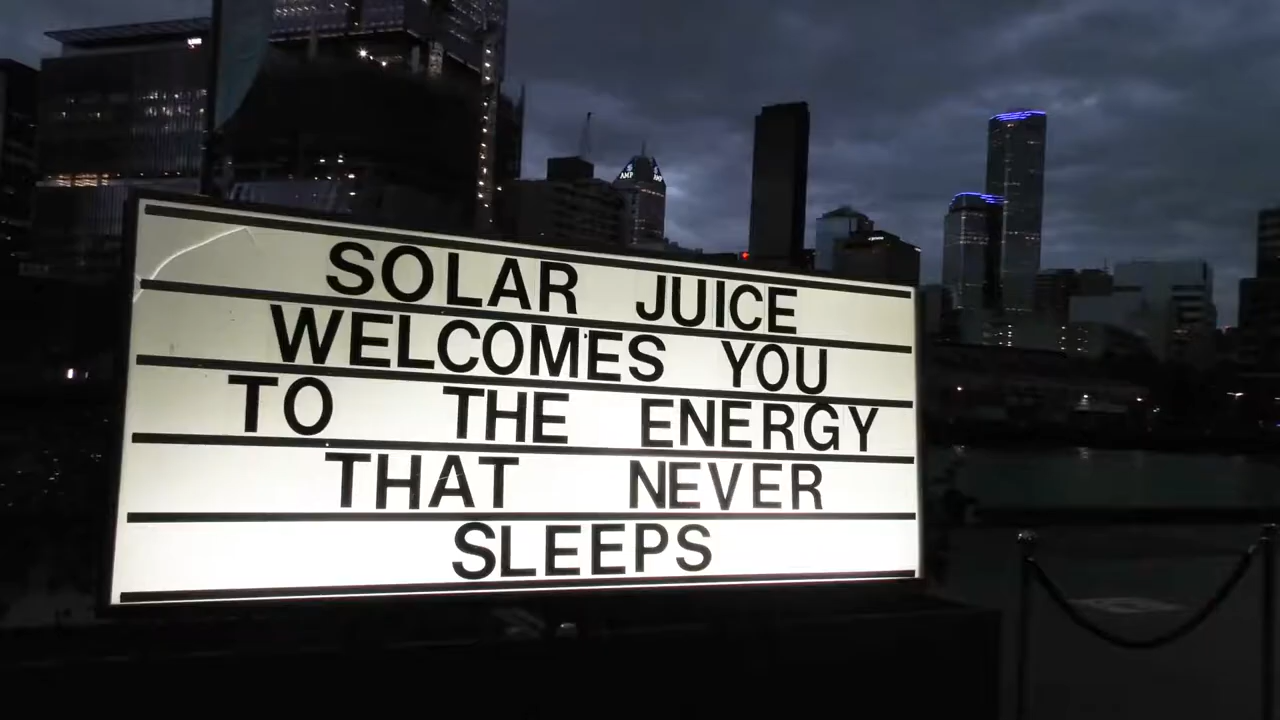 SOLAR JUICE
WELCOMES YOU
TO THE ENERGY
THAT NEVER
SLEEPS
AMP